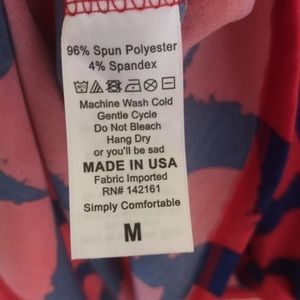 96% Spun Polyester
4% Spandex
Machine Wash Cold
Gentle Cycle
Do Not Bleach
Hang Dry
or you'll be sad
MADE IN USA
Fabric Imported
RN# 142161
Simply Comfortable
M